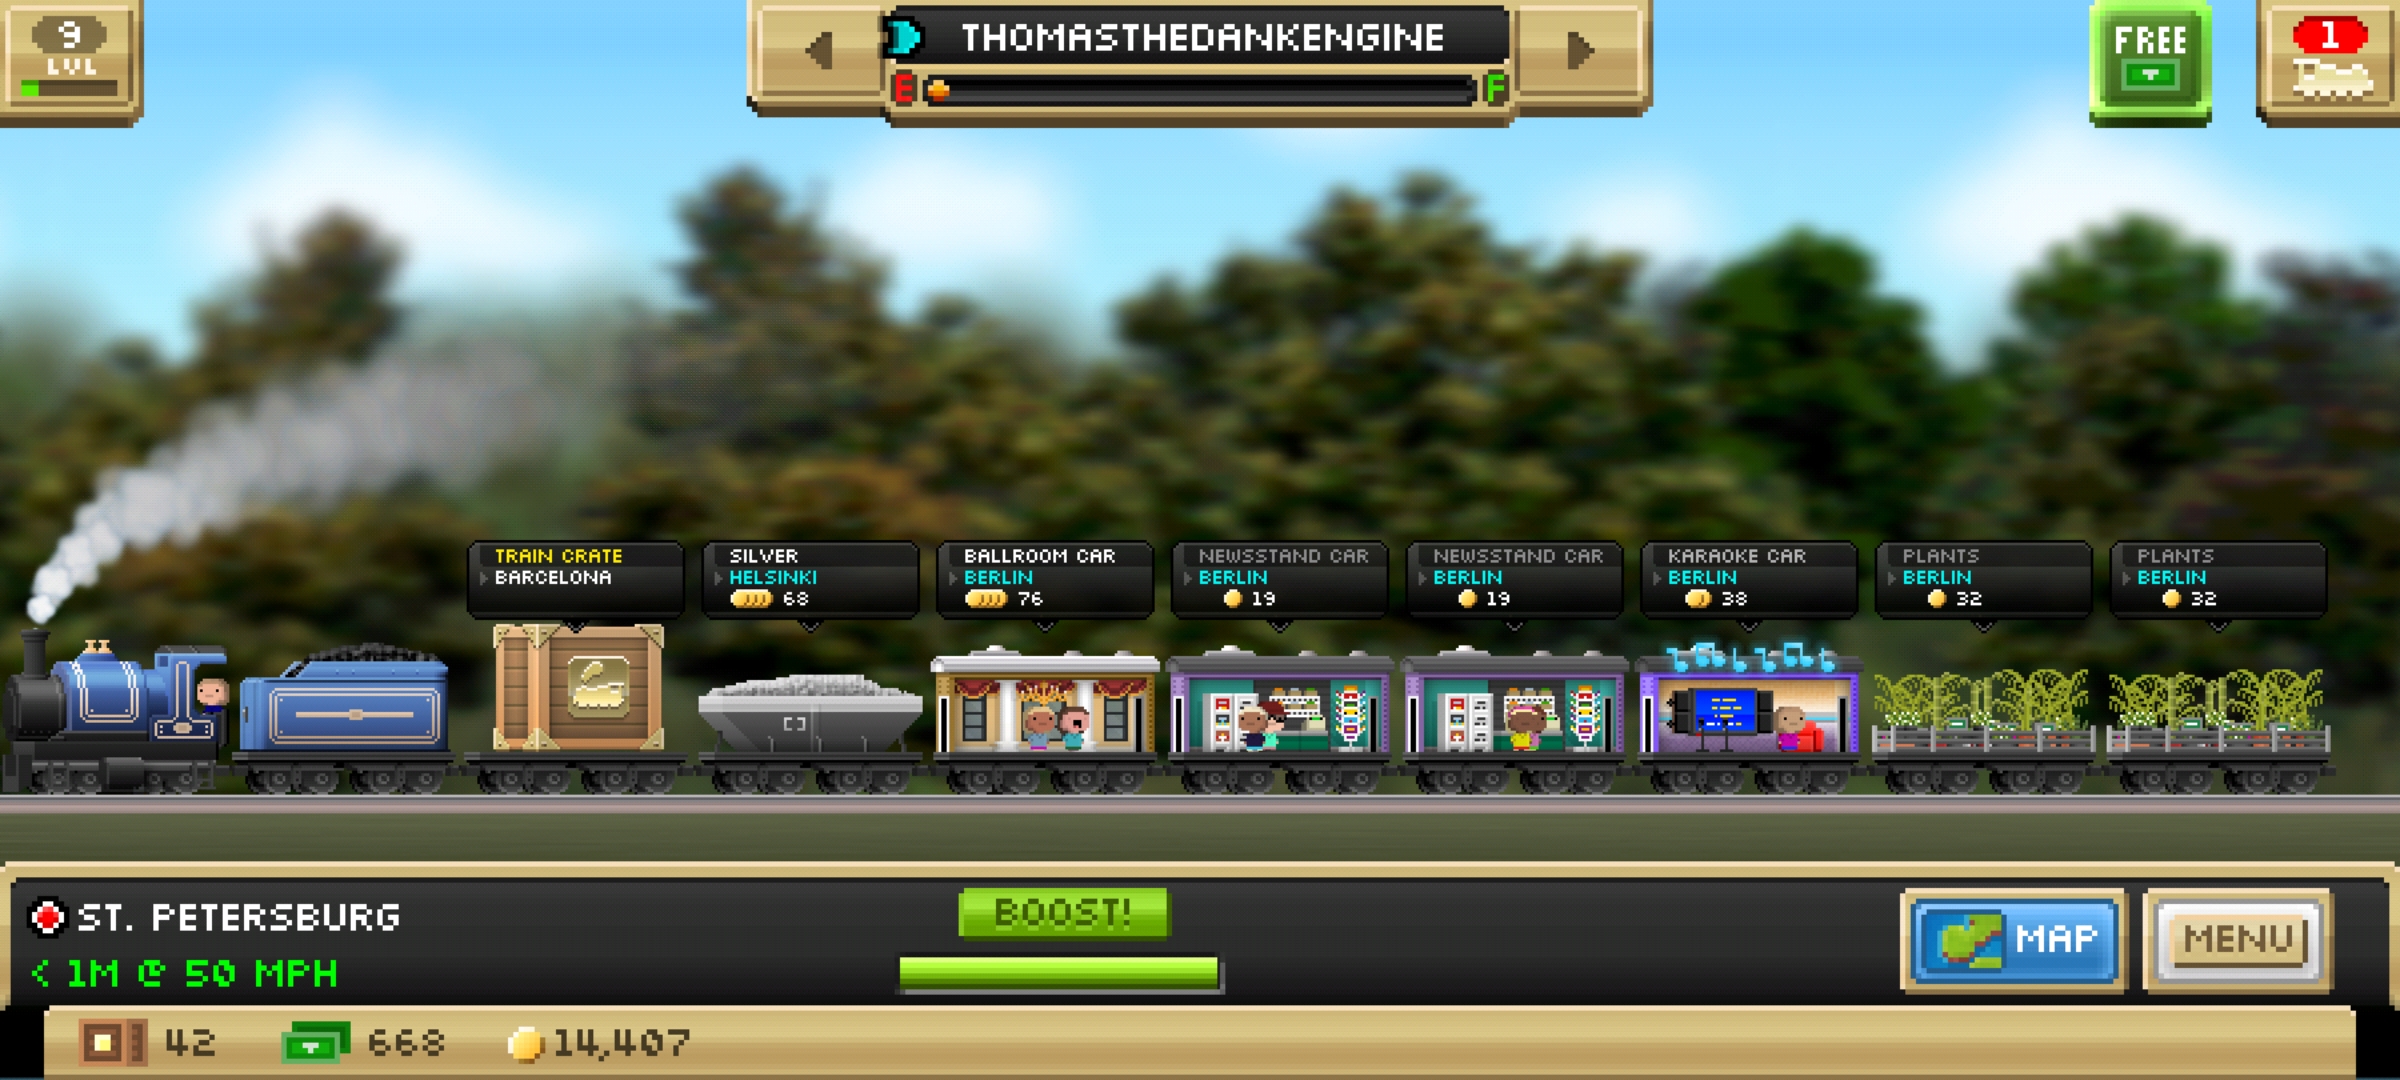 9
LVL
THOMASTHEDANKENGINE
E F
FREE
1
TRAIN CRATE
BARCELONA
SILVER
HELSINKI
68
BALLROOM CAR
BERLIN
76
NEWSSTAND CAR
BERLIN
19
NEWSSTAND CAR
BERLIN
19
KARAOKE CAR
BERLIN
38
PLANTS
BERLIN
32
PLANTS
BERLIN
32
ST. PETERSBURG
< 1M @ 50 MPH
BOOST!
MAP
MENU
42 668 14,407